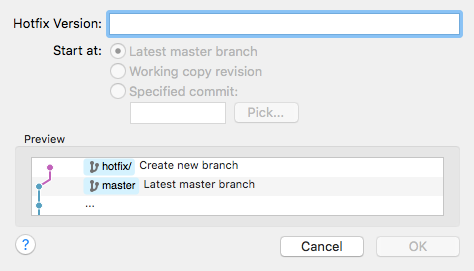 Hotfix Version:
Start at: Latest master branch
Working copy revision
Specified commit:
Pick...
Preview
hotfix/ Create new branch
master Latest master branch
...
? Cancel OK